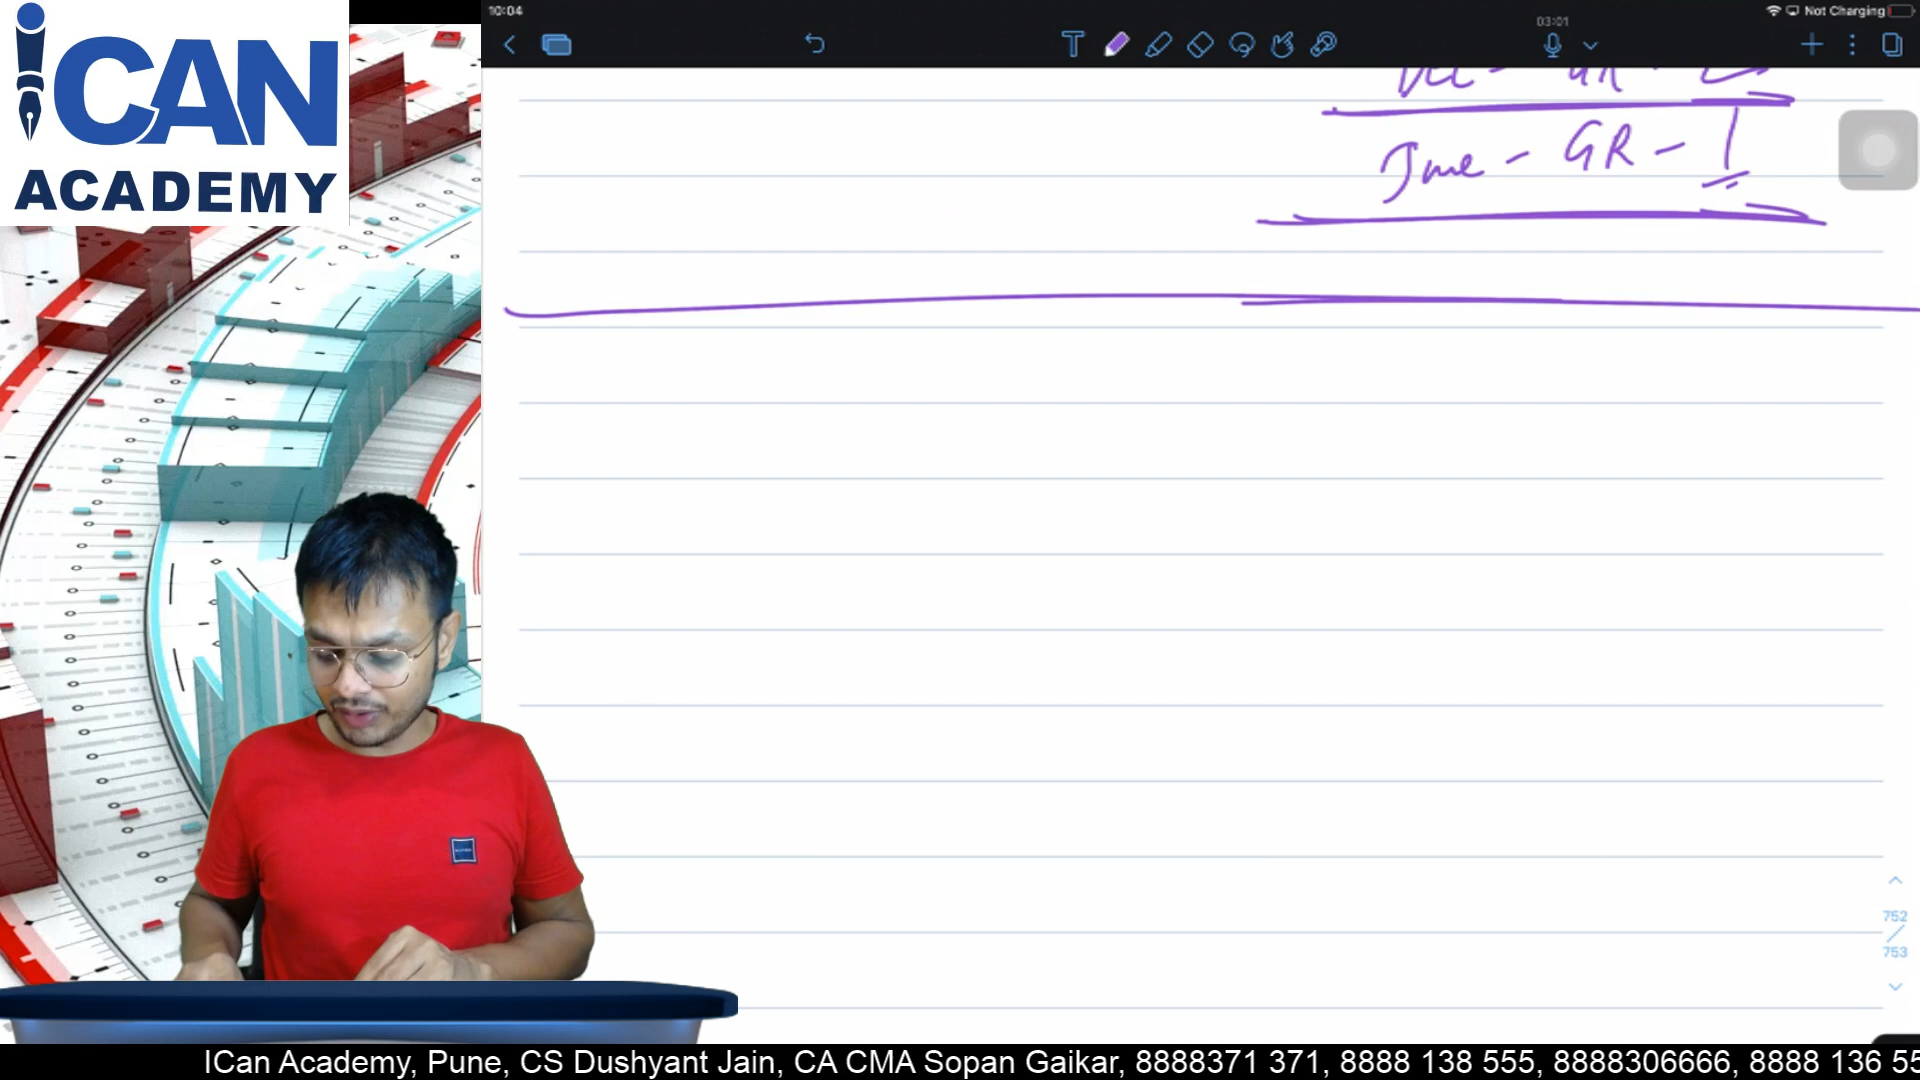 iCAN
ACADEMY
10:04
Not Charging
03:01
T
GR -
June - GR - I
752
753
ICan Academy, Pune, CS Dushyant Jain, CA CMA Sopan Gaikar, 8888371 371, 8888 138 555, 8888306666, 8888 136 55